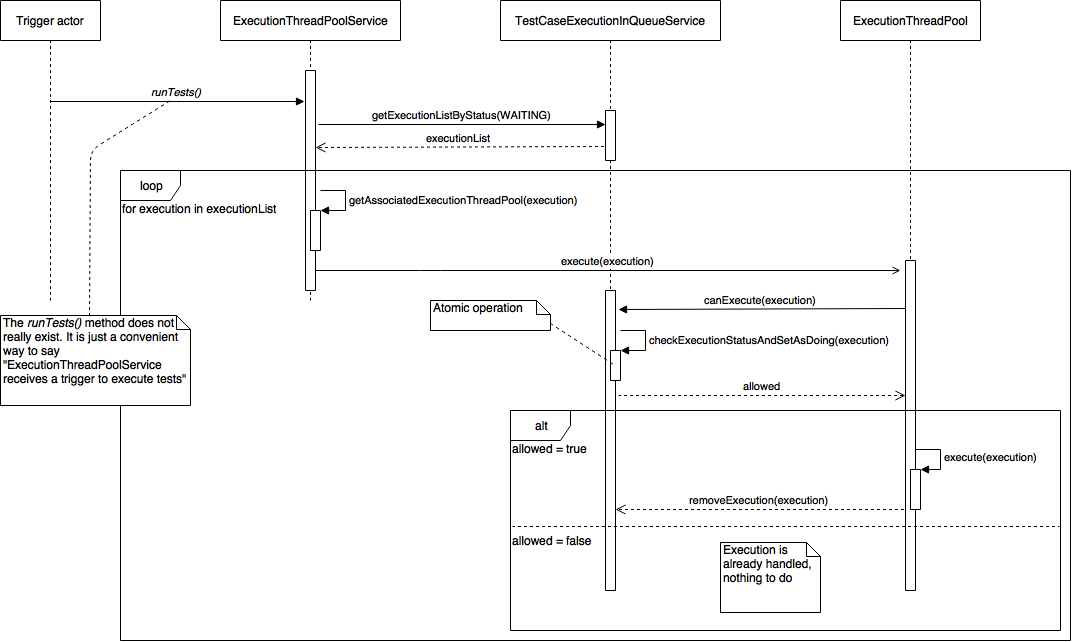 Trigger actor
ExecutionThreadPoolService
TestCaseExecutionInQueueService
ExecutionThreadPool
runTests()
getExecutionListByStatus(WAITING)
executionList
loop
for execution in executionList
getAssociatedExecutionThreadPool(execution)
execute(execution)
canExecute(execution)
Atomic operation
checkExecutionStatusAndSetAsDoing(execution)
The runTests() method does not
really exist. It is just a convenient
way to say
"ExecutionThreadPoolService
receives a trigger to execute tests"
allowed
alt
allowed = true
execute(execution)
removeExecution(execution)
allowed = false
Execution is
already handled,
nothing to do